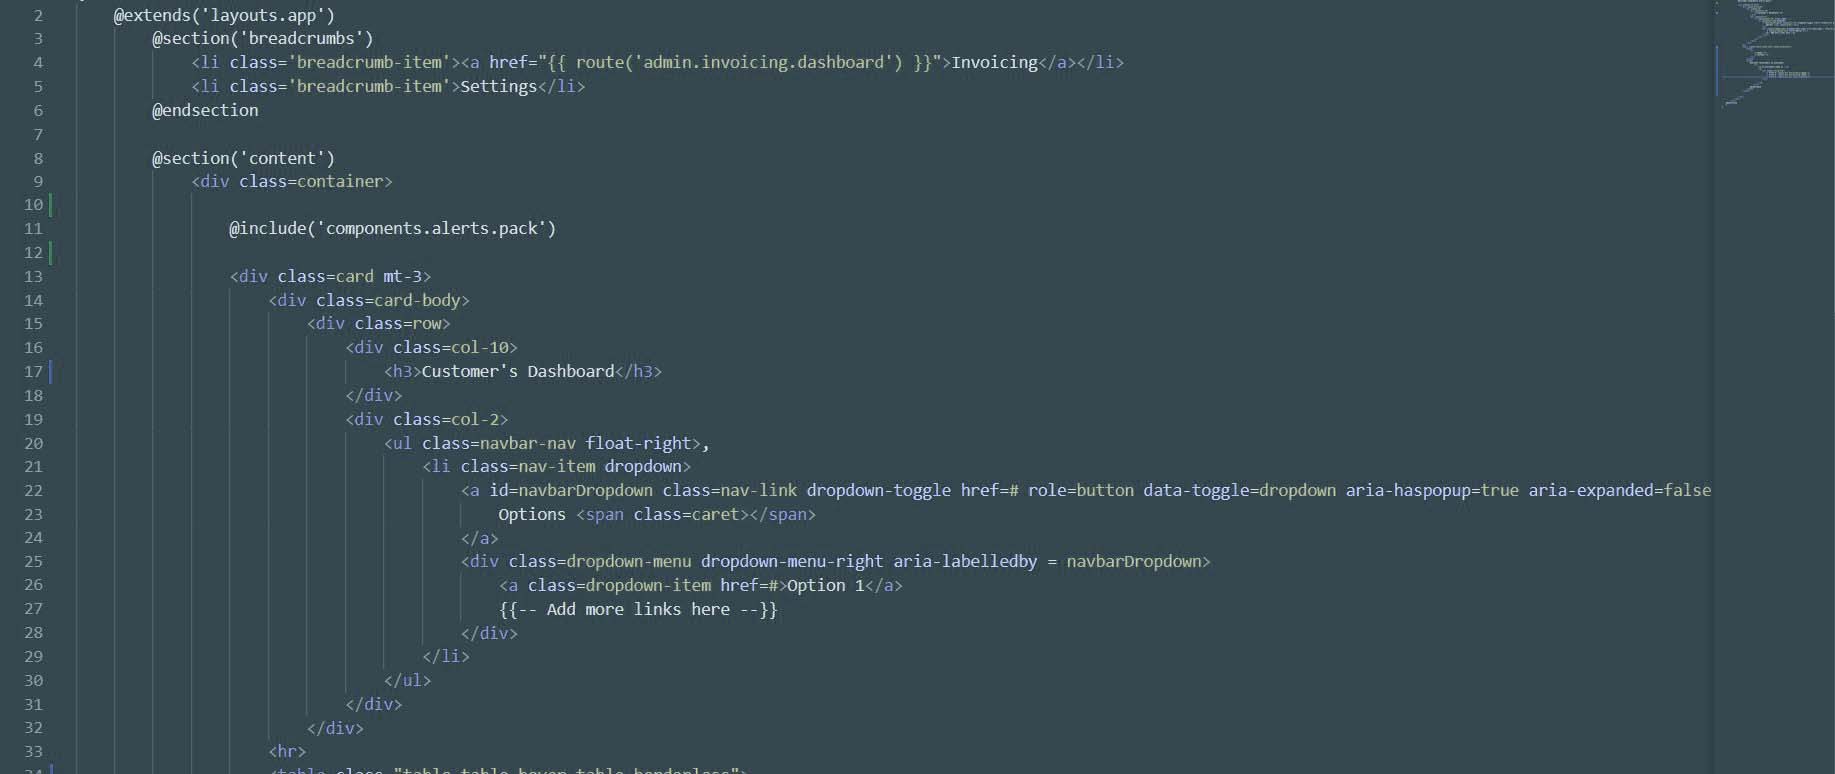 2 @extends('layouts.app')
3 @section('breadcrumbs')
4 <li class='breadcrumb-item'><a href="{{ route('admin.invoicing.dashboard') }}">Invoicing</a></li>
5 <li class='breadcrumb-item'>Settings</li>
6 @endsection
7
8 @section('content')
9 <div class=container>
10
11 @include('components.alerts.pack')
12
13 <div class=card mt-3>
14 <div class=card-body>
15 <div class=row>
16 <div class=col-10>
17 <h3>Customer's Dashboard</h3>
18 </div>
19 <div class=col-2>
20 <ul class=navbar-nav float-right>,
21 <li class=nav-item dropdown>
22 <a id=navbarDropdown class=nav-link dropdown-toggle href=# role=button data-toggle=dropdown aria-haspopup=true aria-expanded=false
23 Options <span class=caret></span>
24 </a>
25 <div class=dropdown-menu dropdown-menu-right aria-labelledby = navbarDropdown>
26 <a class=dropdown-item href=#>Option 1</a>
27 {{-- Add more links here --}}
28 </div>
29 </li>
30 </ul>
31 </div>
32 </div>
33 <hr>